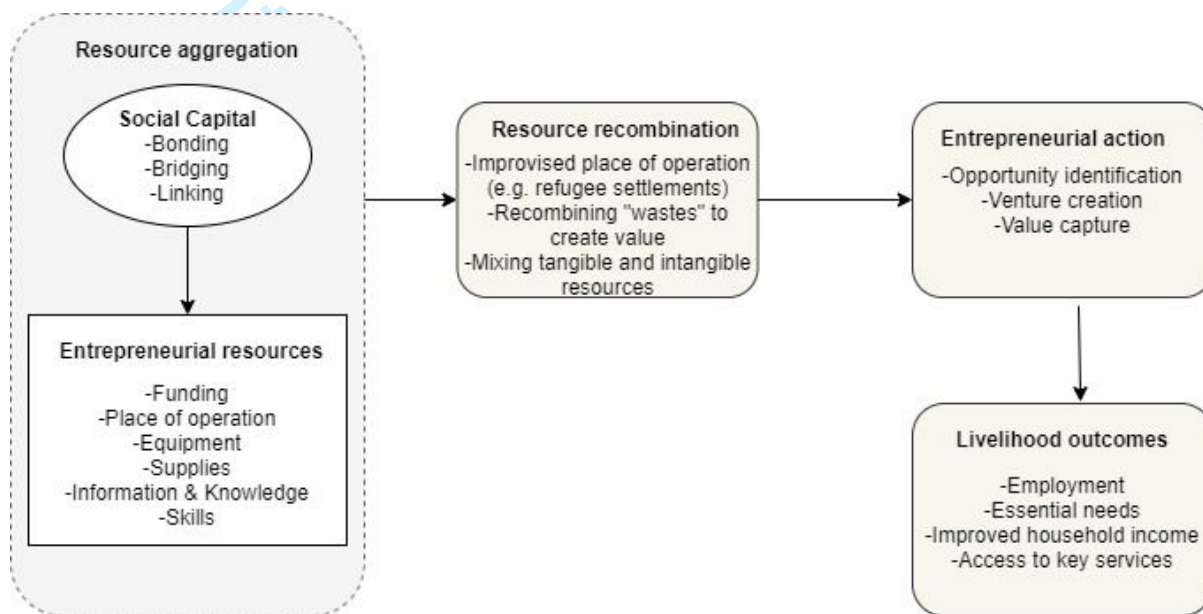 Resource aggregation
Social Capital
-Bonding
-Bridging
-Linking
Entrepreneurial resources
-Funding
-Place of operation
-Equipment
-Supplies
-Information & Knowledge
-Skills
Resource recombination
-Improvised place of operation
(e.g. refugee settlements)
-Recombining "wastes" to
create value
-Mixing tangible and intangible
resources
Entrepreneurial action
-Opportunity identification
-Venture creation
-Value capture
Livelihood outcomes
-Employment
-Essential needs
-Improved household income
-Access to key services